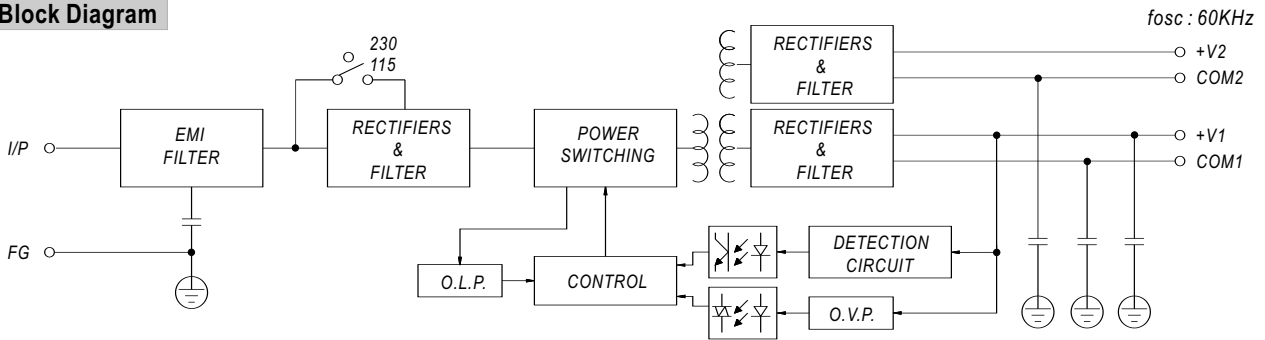 Block Diagram
fosc : 60KHz
230
115
I/P
EMI
FILTER
RECTIFIERS
&
FILTER
POWER
SWITCHING
RECTIFIERS
&
FILTER
+V2
COM2
RECTIFIERS
&
FILTER
+V1
COM1
FG
O.L.P.
CONTROL
DETECTION
CIRCUIT
O.V.P.